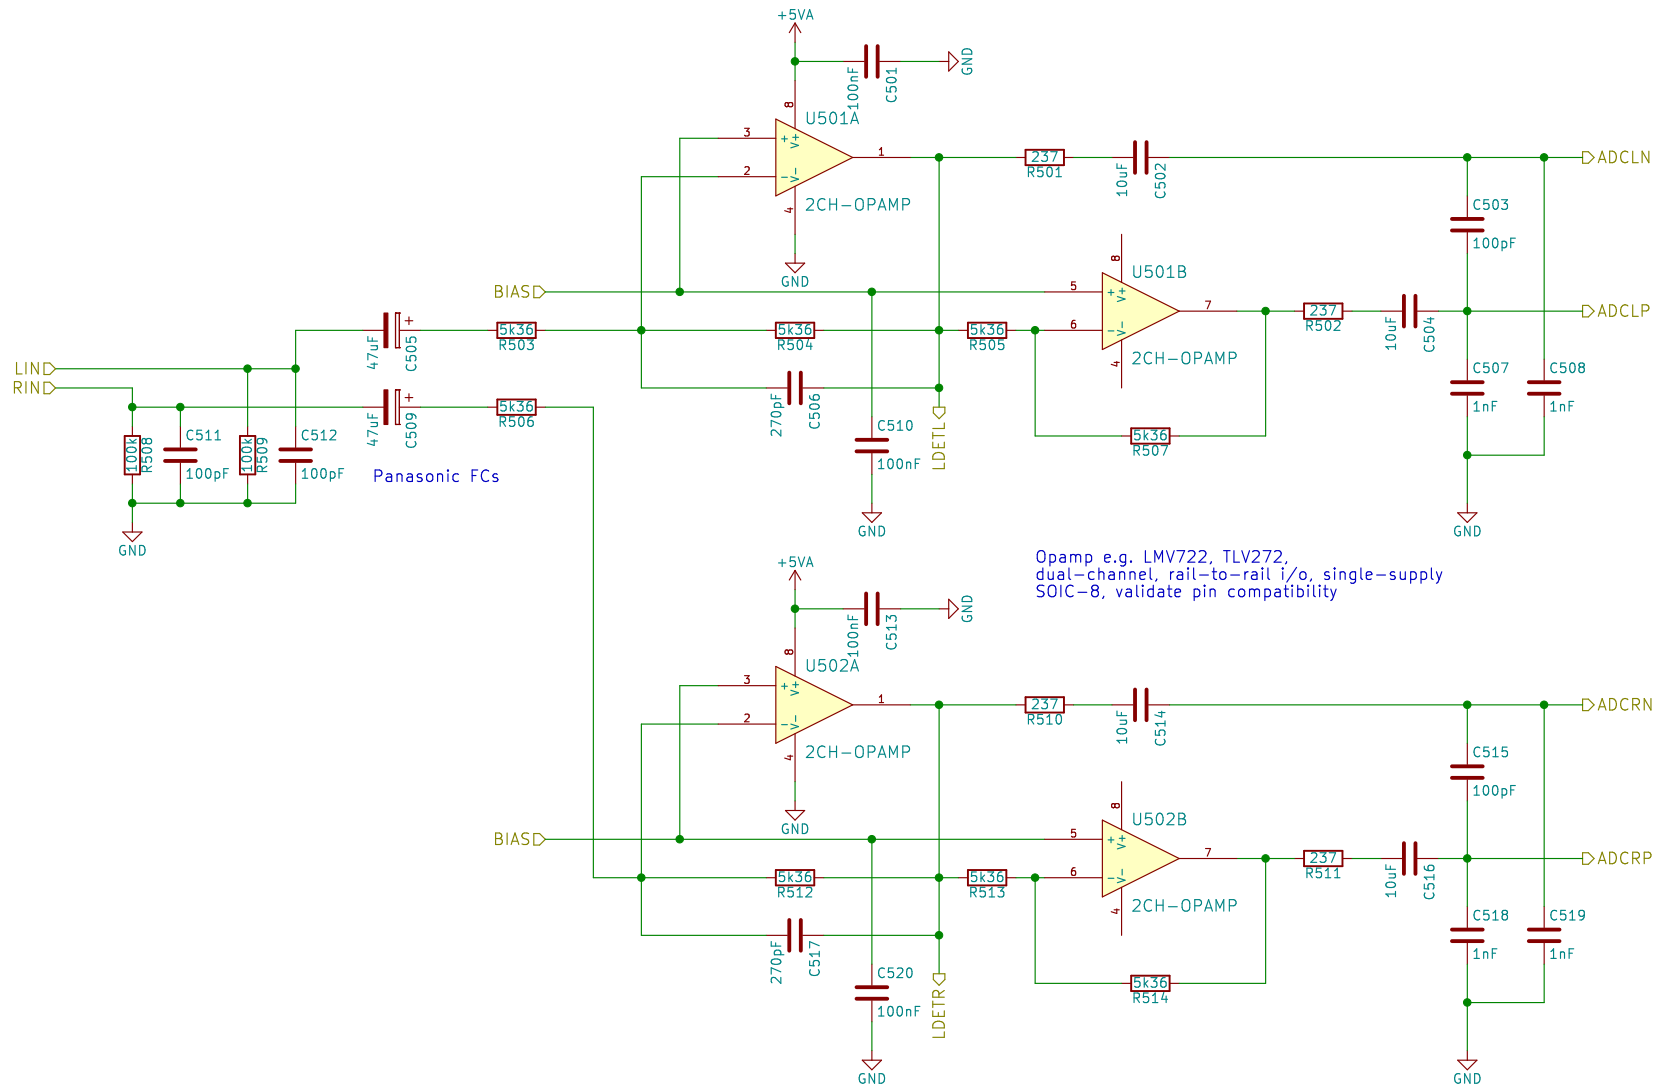 +5VA
100nF
C501
GND
8
U501A
3
+
V+
1
2
−
V−
4
2CH−OPAMP
GND
237
R501
10uF
C502
ADCLN
C503
100pF
BIAS
8
U501B
5
+
V+
7
6
−
V−
4
2CH−OPAMP
237
R502
10uF
C504
ADCLP
47uF
C505
+
5k36
R503
5k36
R504
5k36
R505
LIN
RIN
47uF
C509
+
5k36
R506
270pF
C506
LDETL
C510
100nF
GND
5k36
R507
C507
1nF
C508
1nF
GND
100k
R508
C511
100pF
100k
R509
C512
100pF
GND
Panasonic FCs
Opamp e.g. LMV722, TLV272,
dual−channel, rail−to−rail i/o, single−supply
SOIC−8, validate pin compatibility
+5VA
100nF
C513
GND
8
U502A
3
+
V+
1
2
−
V−
4
2CH−OPAMP
GND
237
R510
10uF
C514
ADCRN
C515
100pF
BIAS
8
U502B
5
+
V+
7
6
−
V−
4
2CH−OPAMP
237
R511
10uF
C516
ADCRP
5k36
R512
5k36
R513
270pF
C517
LDETR
C520
100nF
GND
5k36
R514
C518
1nF
C519
1nF
GND